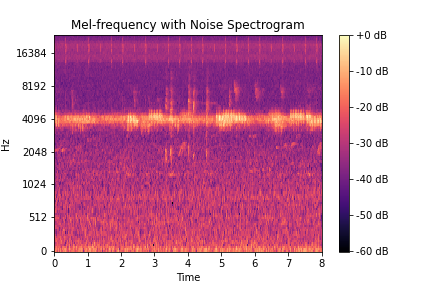 Mel-frequency with Noise Spectrogram
Hz
16384
8192
4096
2048
1024
512
0
0 1 2 3 4 5 6 7 8
Time
+0 dB
-10 dB
-20 dB
-30 dB
-40 dB
-50 dB
-60 dB